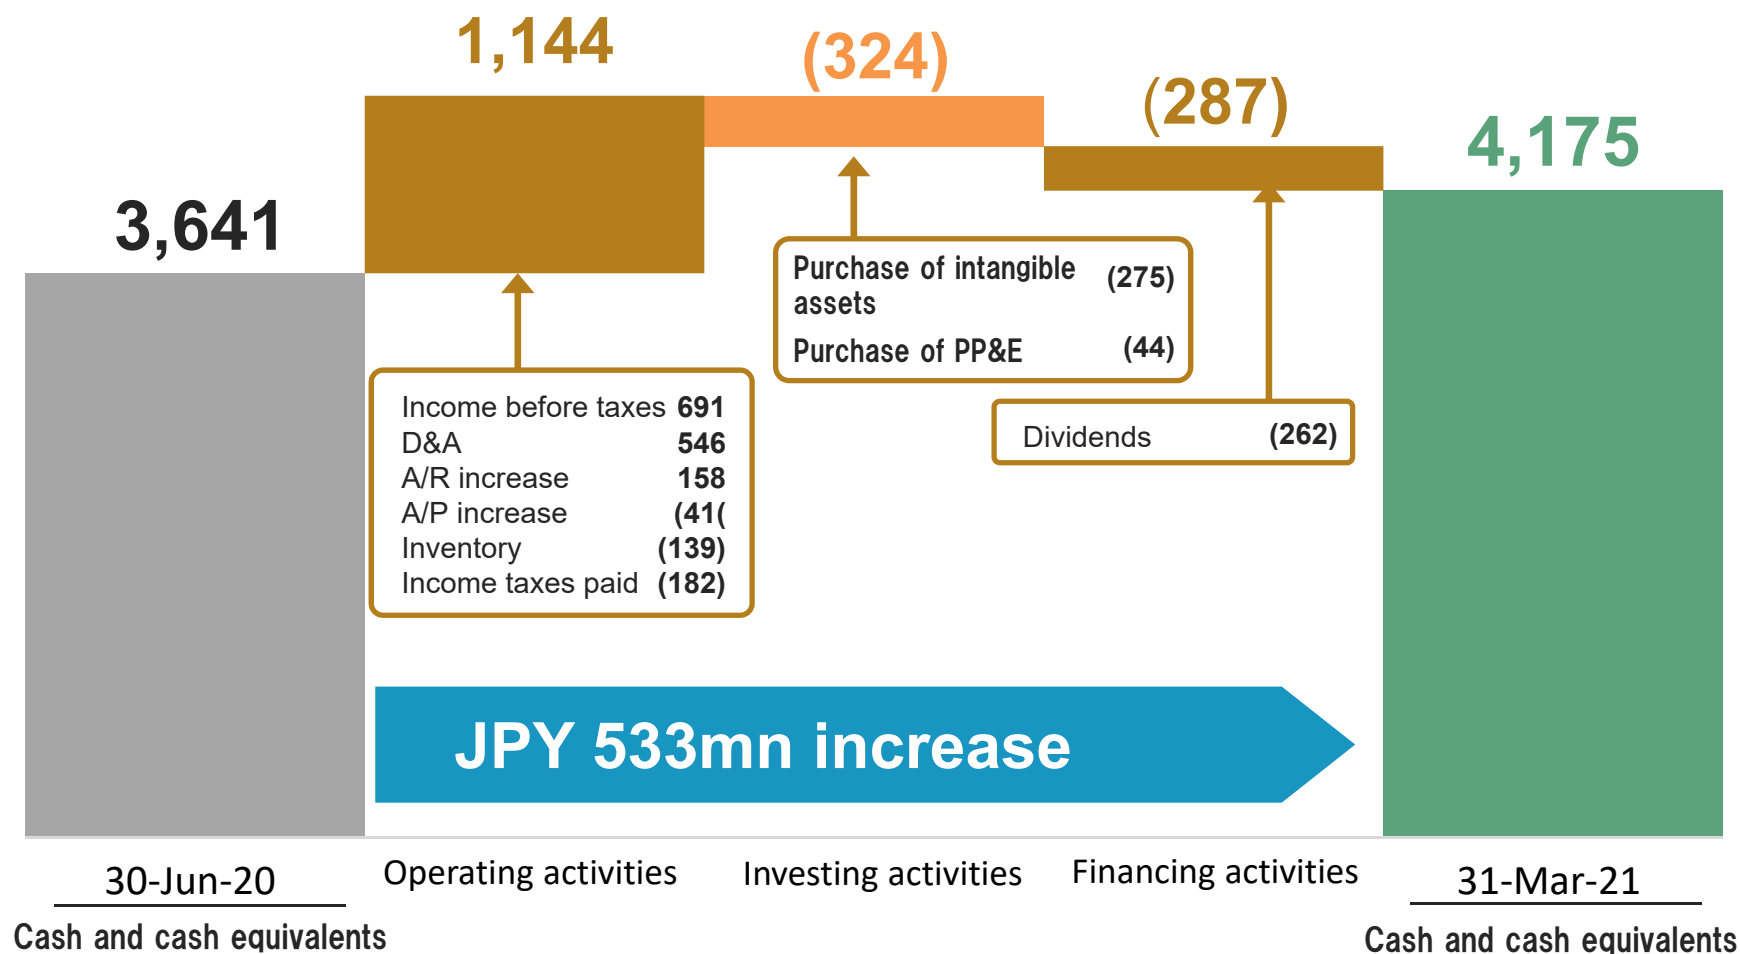 1,144
(324)
(287)
4,175
3,641
Purchase of intangible assets (275)
Purchase of PP&E (44)
Income before taxes 691
D&A 546
A/R increase 158
A/P increase (41(
Inventory (139)
Income taxes paid (182)
Dividends (262)
JPY 533mn increase
30-Jun-20
Operating activities
Investing activities
Financing activities
31-Mar-21
Cash and cash equivalents
Cash and cash equivalents